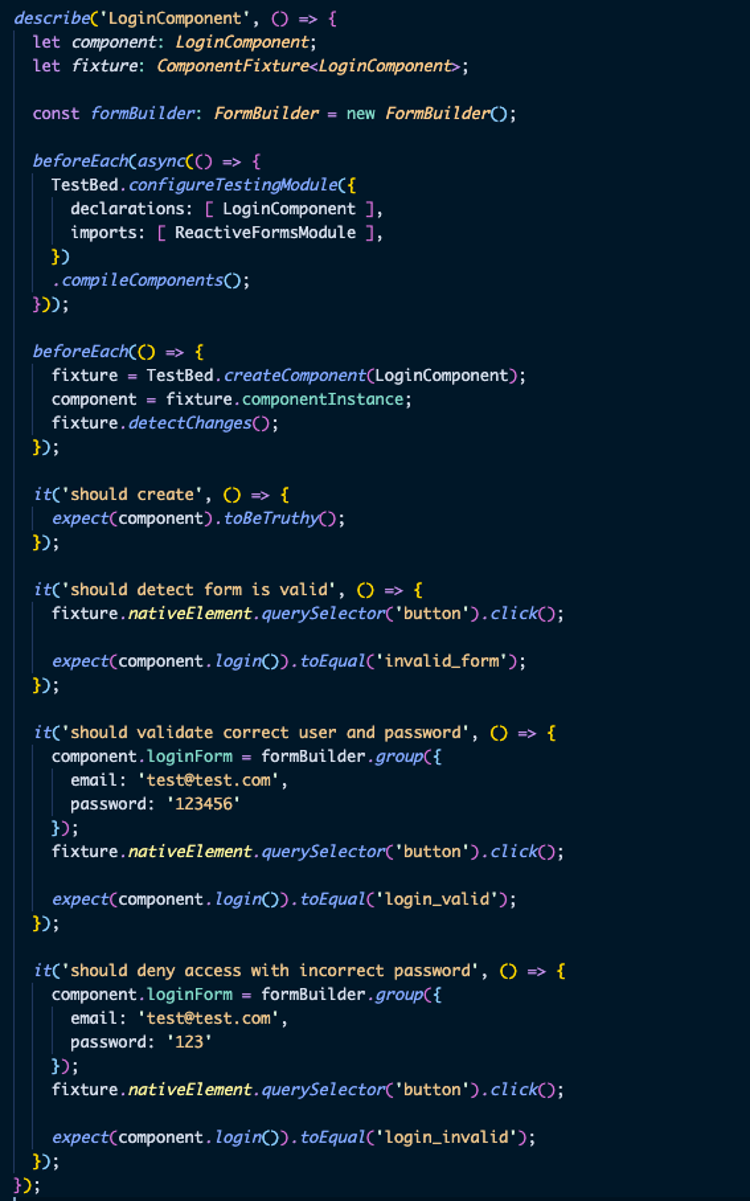 describe('LoginComponent', () => {
let component: LoginComponent;
let fixture: ComponentFixture<LoginComponent>;
const formBuilder: FormBuilder = new FormBuilder();
beforeEach(async(() => {
TestBed.configureTestingModule({
declarations: [ LoginComponent ],
imports: [ ReactiveFormsModule ],
})
.compileComponents();
}));
beforeEach(() => {
fixture = TestBed.createComponent(LoginComponent);
component = fixture.componentInstance;
fixture.detectChanges();
});
it('should create', () => {
expect(component).toBeTruthy();
});
it('should detect form is valid', () => {
fixture.nativeElement.querySelector('button').click();
expect(component.login()).toEqual('invalid_form');
});
it('should validate correct user and password', () => {
component.loginForm = formBuilder.group({
email: 'test@test.com',
password: '123456'
});
fixture.nativeElement.querySelector('button').click();
expect(component.login()).toEqual('login_valid');
});
it('should deny access with incorrect password', () => {
component.loginForm = formBuilder.group({
email: 'test@test.com',
password: '123'
});
fixture.nativeElement.querySelector('button').click();
expect(component.login()).toEqual('login_invalid');
});
});